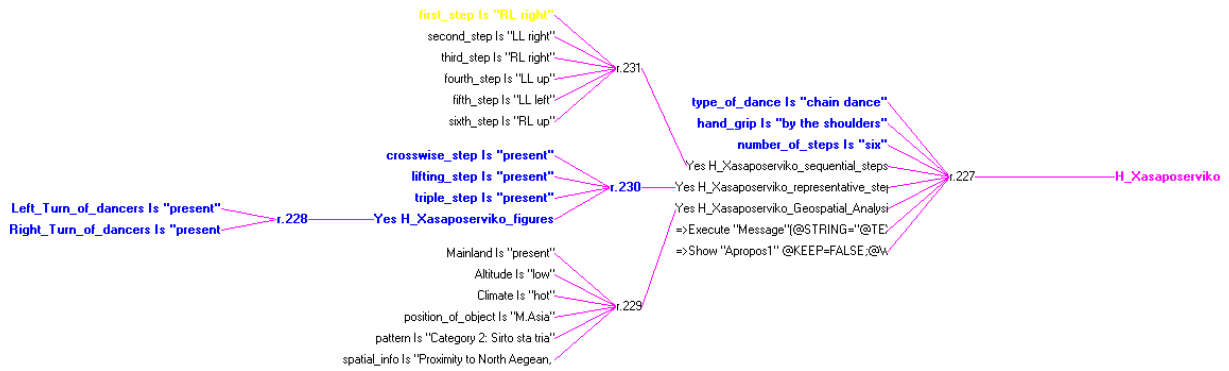 first_step Is "RL right"
second_step Is "LL right"
third_step Is "RL right"
r.231
fourth_step Is "LL up"
fifth_step Is "LL left"
sixth_step Is "RL up"
type_of_dance Is "chain dance"
hand_grip Is "by the shoulders"
number_of_steps Is "six"
crosswise_step Is "present"
Yes H_Xasaposerviko_sequential_steps
lifting_step Is "present"
r.230
Yes H_Xasaposerviko_representative_step
r.227
H_Xasaposerviko
triple_step Is "present"
Left_Turn_of_dancers Is "present"
r.228
Yes H_Xasaposerviko_figures
Yes H_Xasaposerviko_Geospatial_Analysi
Right_Turn_of_dancers Is "present
=>Execute "Message"(@STRING="@TE
Mainland Is "present"
=>Show "Apropos1" @KEEP=FALSE;@W
Altitude Is "low"
Climate Is "hot"
r.229
position_of_object Is "M.Asia"
pattern Is "Category 2: Sirto sta tria"
spatial_info Is "Proximity to North Aegean,